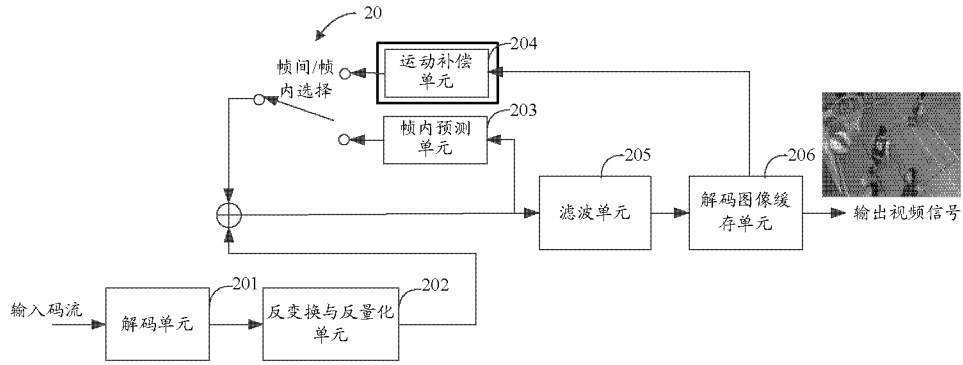 20
204
帧间/帧
内选择
运动补偿
单元
203
帧内预测
单元
205
滤波单元
206
解码图像缓
存单元
输出视频信号
输入码流
201
解码单元
202
反变换与反量化
单元